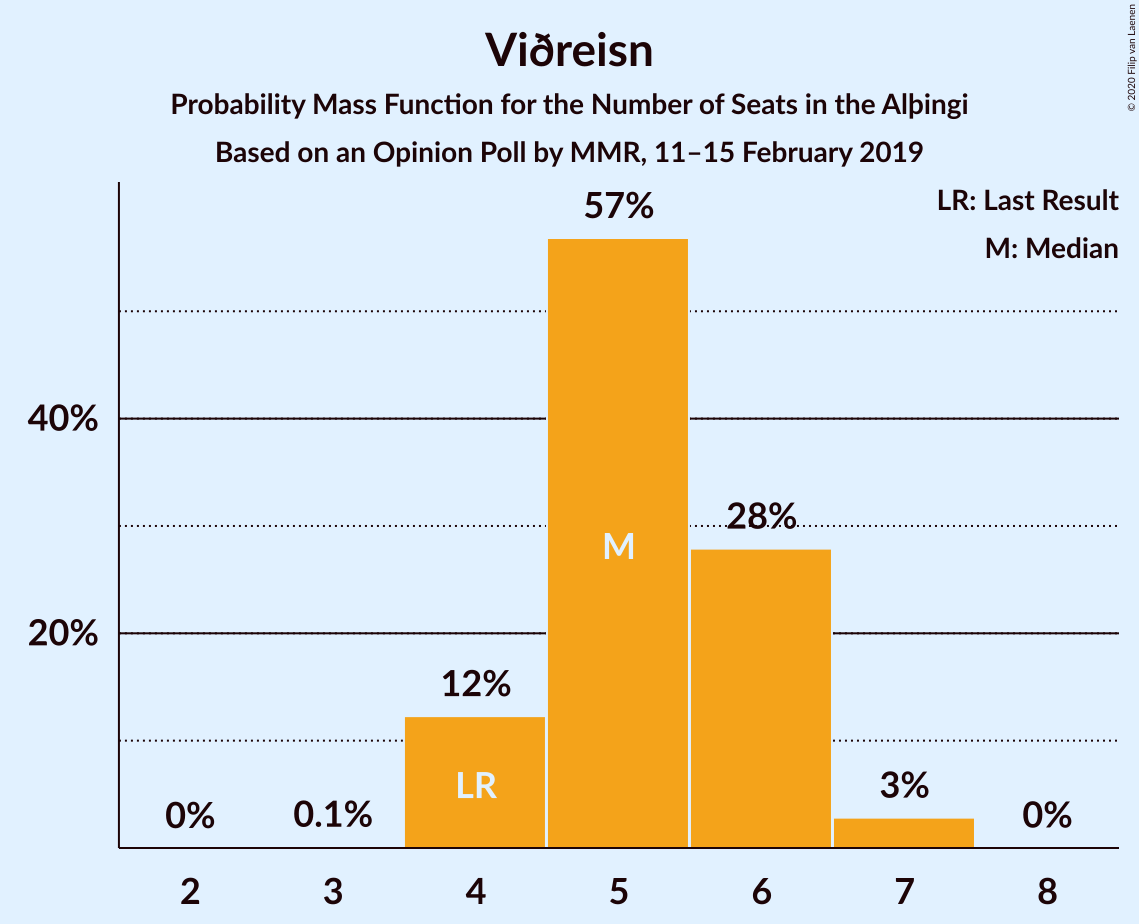 Viðreisn
Probability Mass Function for the Number of Seats in the Alþingi
Based on an Opinion Poll by MMR, 11–15 February 2019
© 2020 Filip van Laenen
LR: Last Result
M: Median
57%
40%
28%
M
20%
12%
LR
3%
0%
0.1%
0%
2 3 4 5 6 7 8